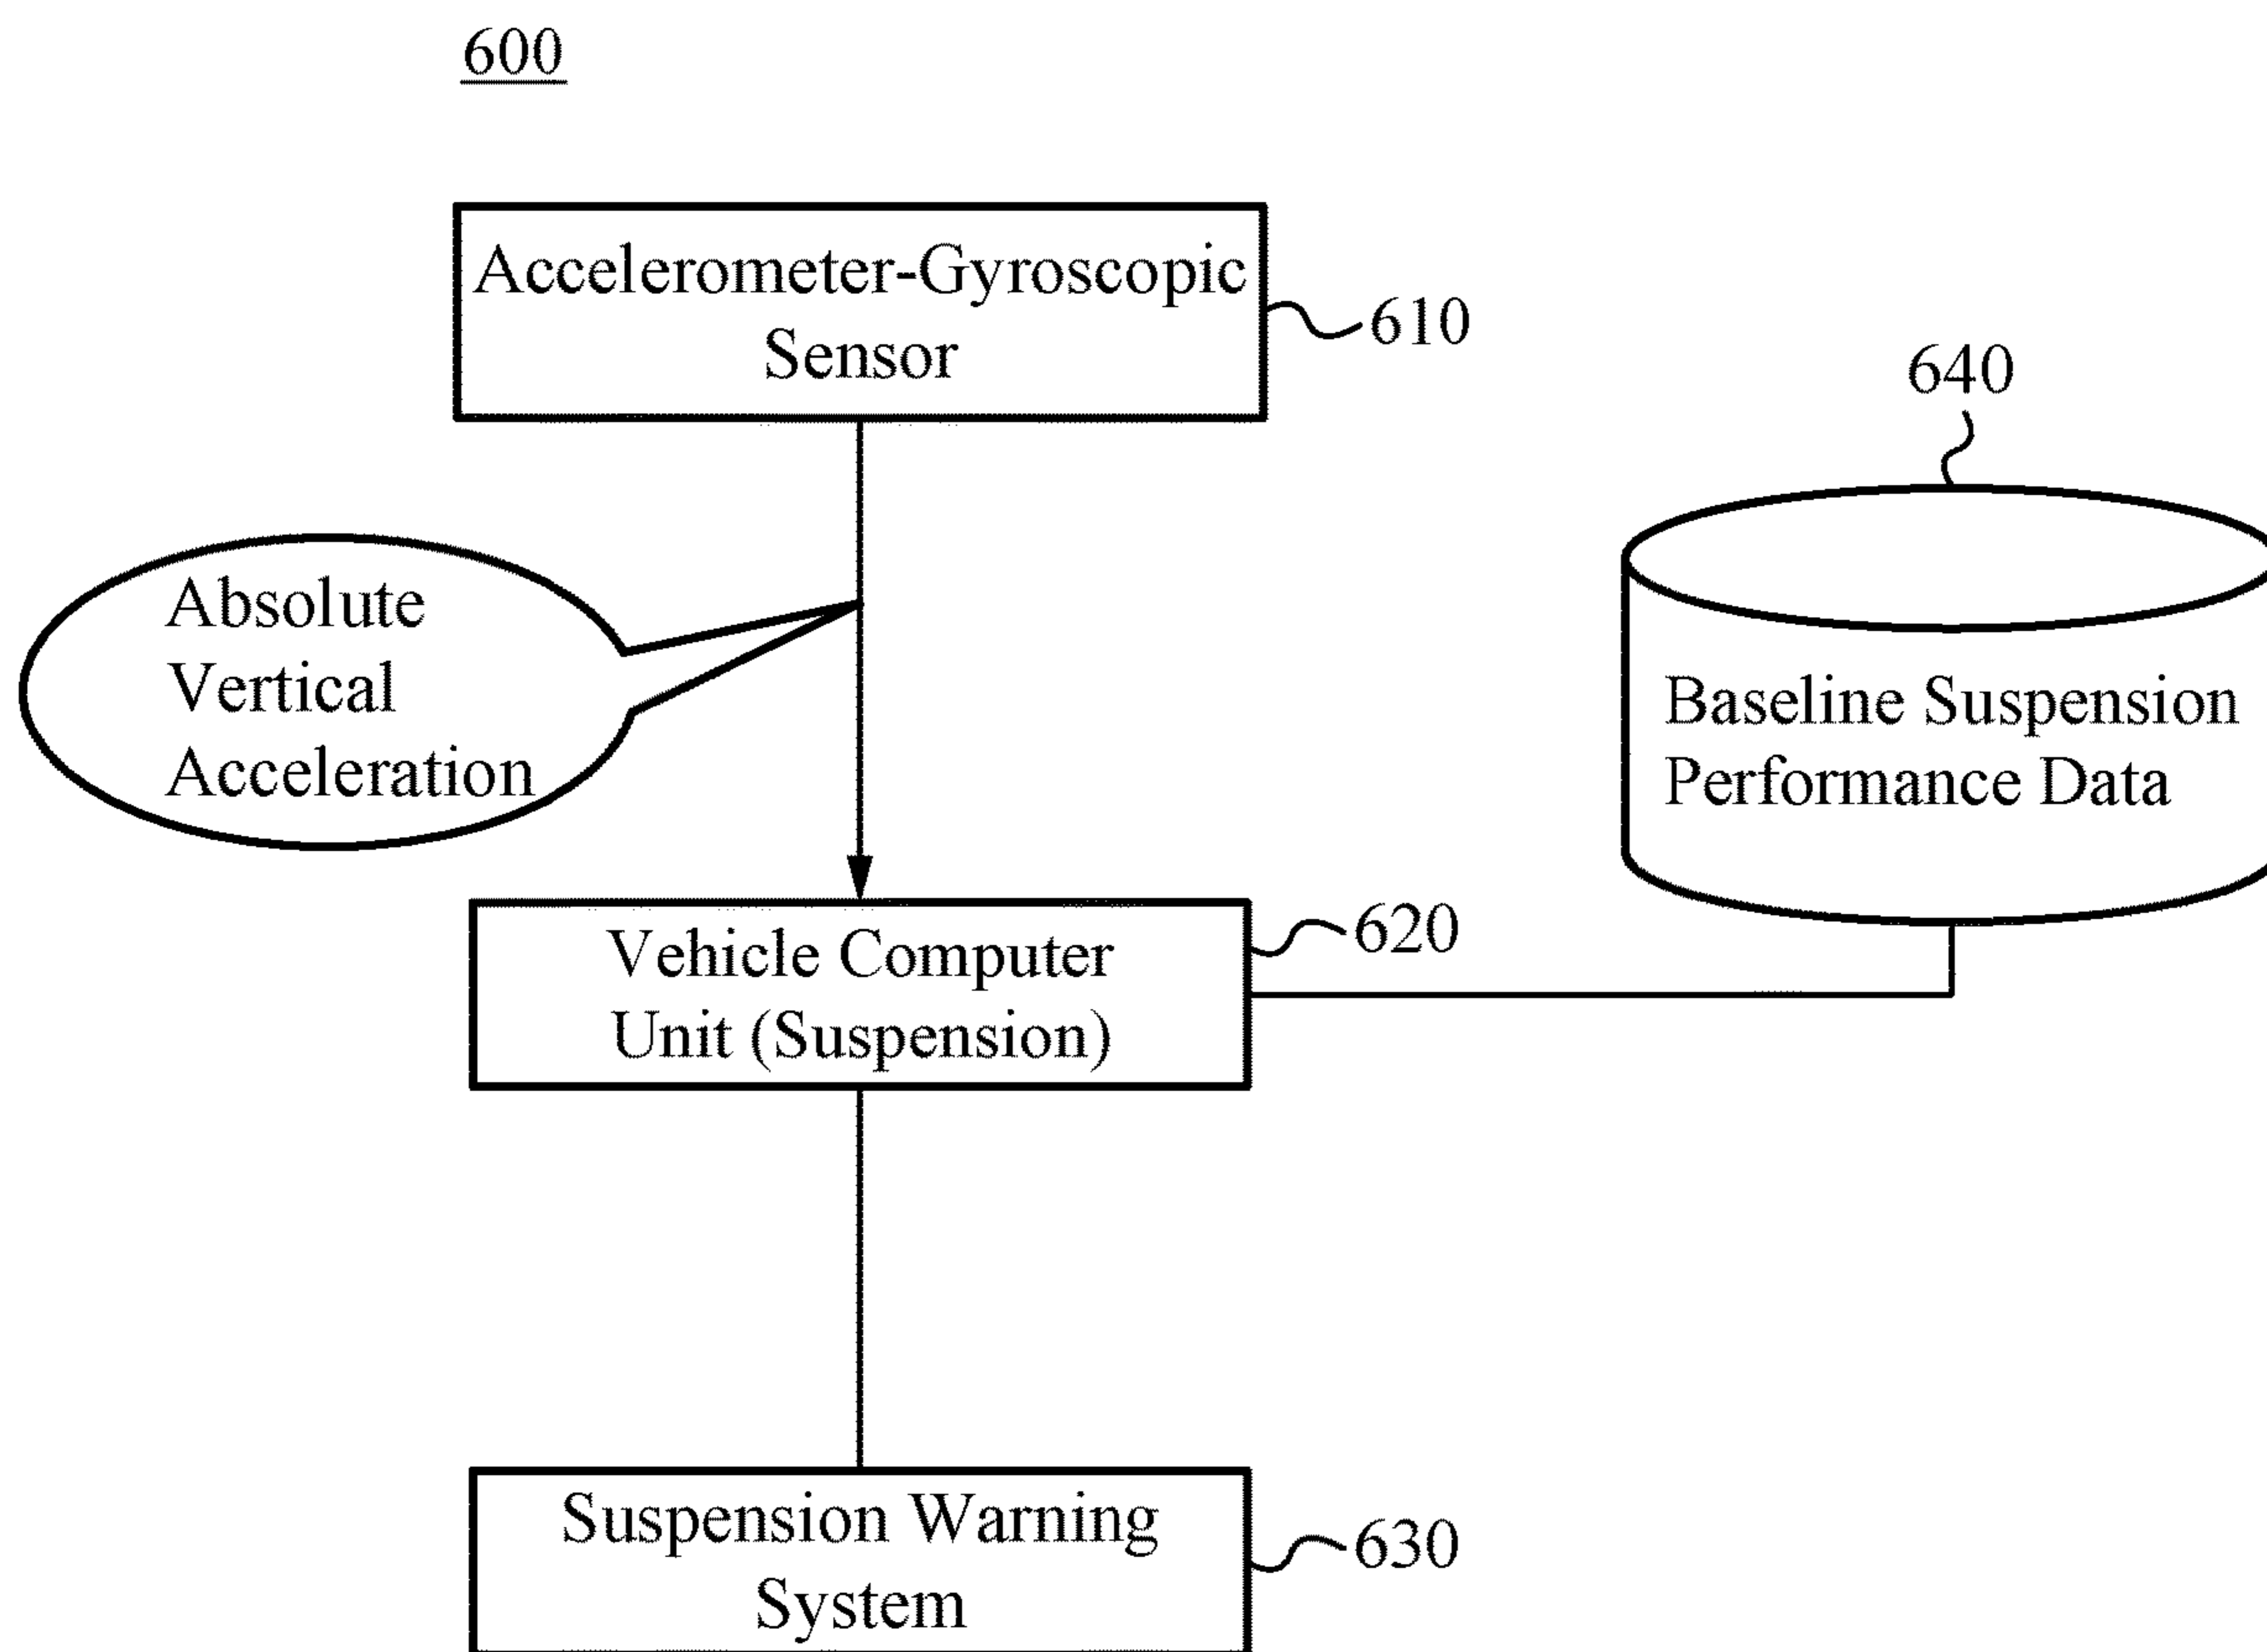 600
Accelerometer-Gyroscopic
Sensor
610
640
Absolute
Vertical
Acceleration
Baseline Suspension
Performance Data
Vehicle Computer
Unit (Suspension)
620
Suspension Warning
System
630